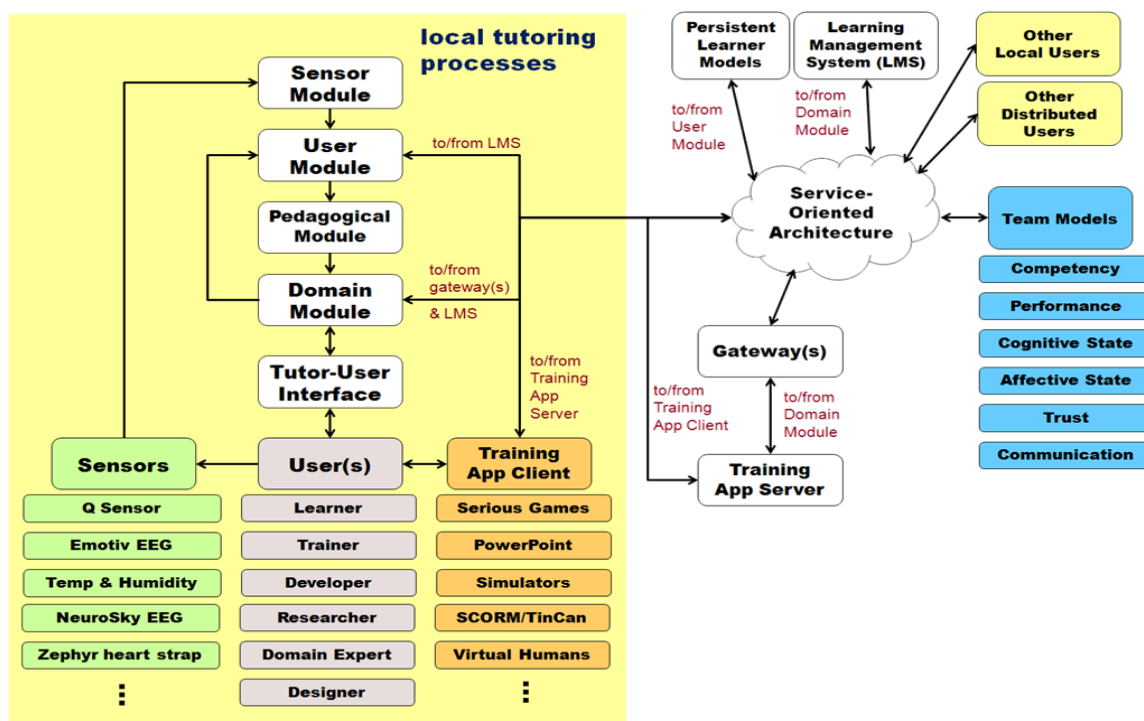 local tutoring
processes
Sensor
Module
User
Module
Pedagogical
Module
Domain
Module
Tutor-User
Interface
to/from LMS
to/from
gateway(s)
& LMS
to/from
Training
App
Server
Sensors
Q Sensor
Emotiv EEG
Temp & Humidity
NeuroSky EEG
Zephyr heart strap
User(s)
Learner
Trainer
Developer
Researcher
Domain Expert
Designer
Training
App Client
Serious Games
PowerPoint
Simulators
SCORM/TinCan
Virtual Humans
Persistent
Learner
Models
Learning
Management
System (LMS)
Other
Local Users
Other
Distributed
Users
to/from
User
Module
to/from
Domain
Module
Service-
Oriented
Architecture
Gateway(s)
to/from
Training
App Client
to/from
Domain
Module
Training
App Server
Team Models
Competency
Performance
Cognitive State
Affective State
Trust
Communication